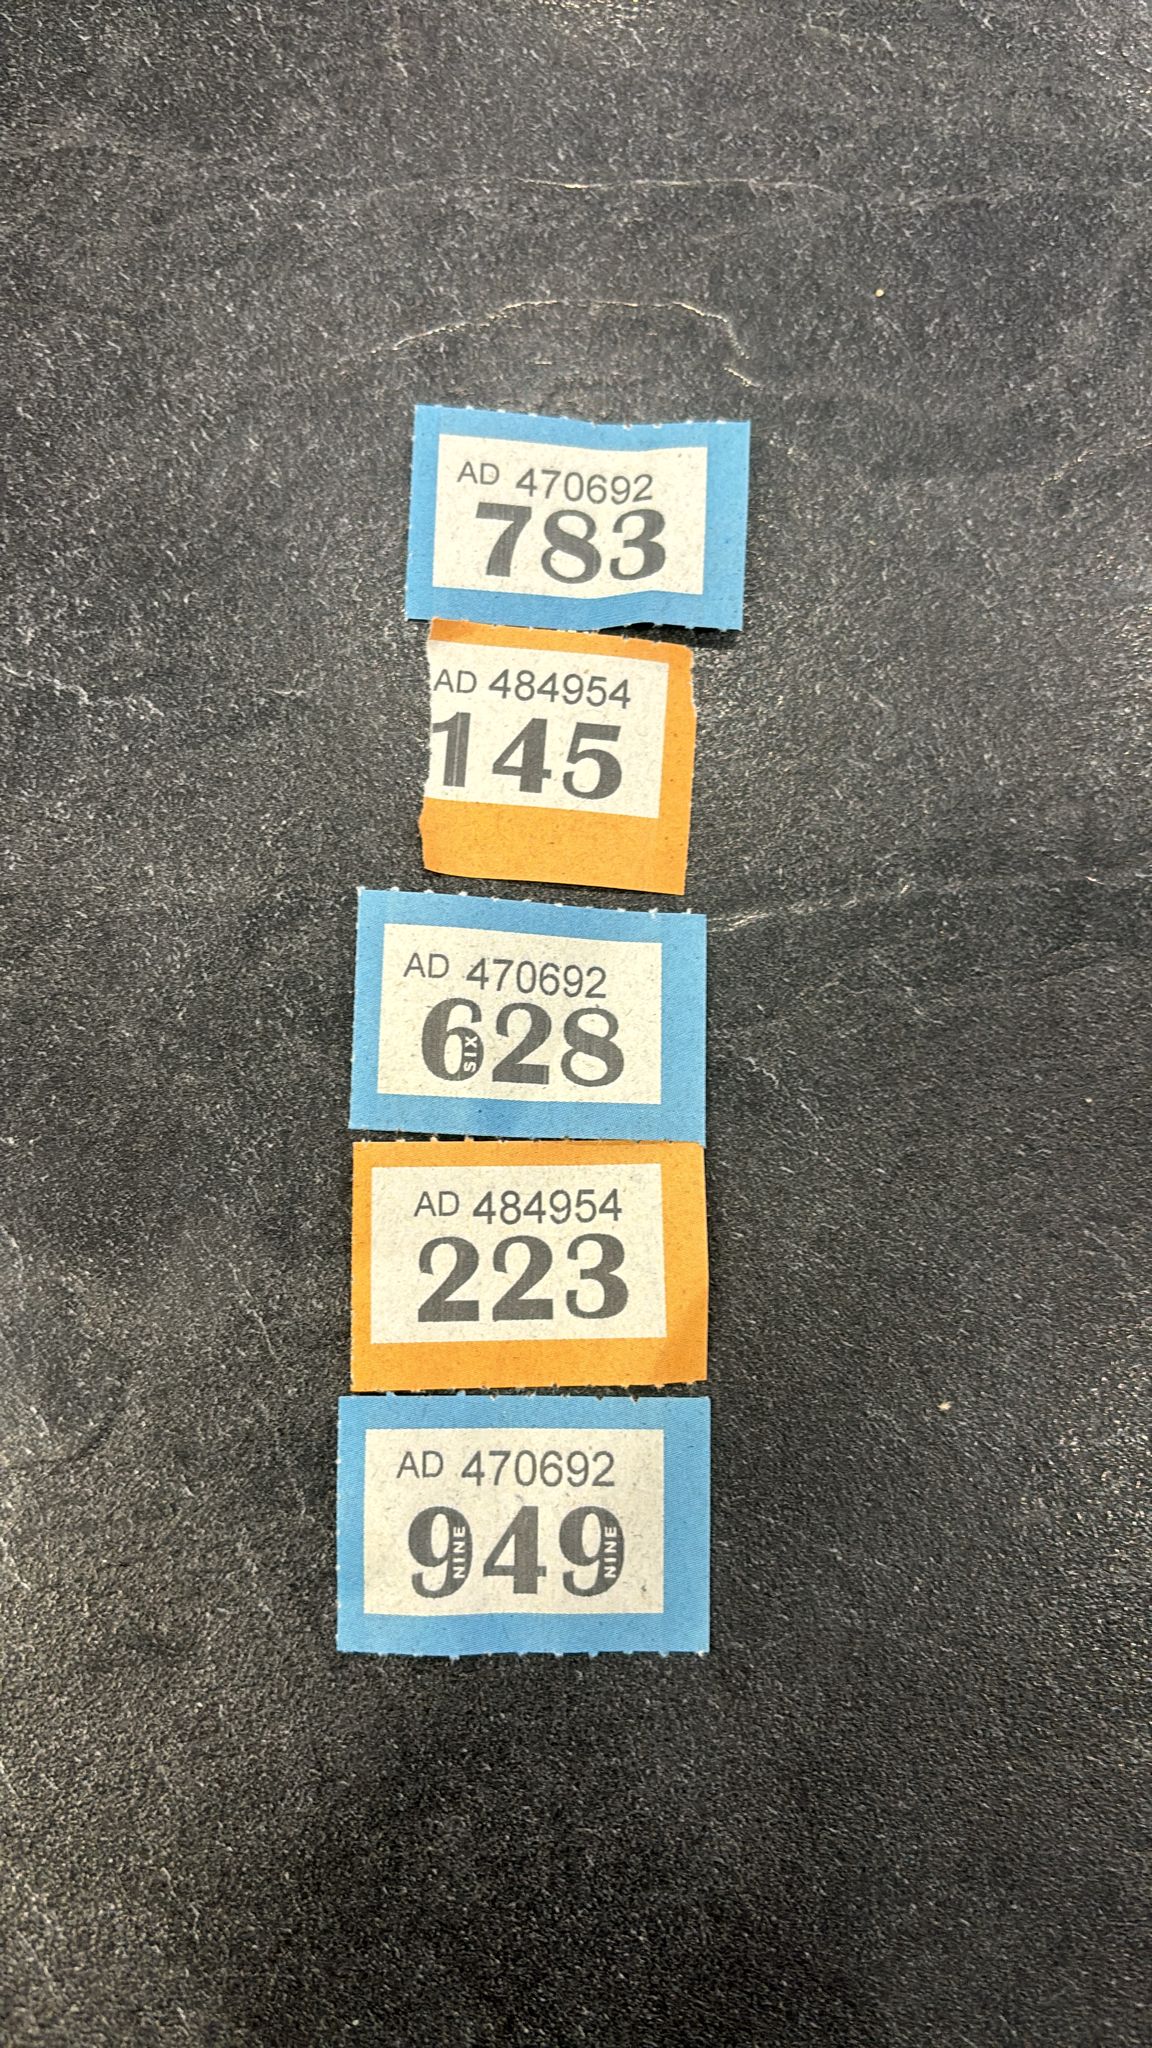 AD 470692
783
AD 484954
145
AD 470692
628
SIX
AD 484954
223
AD 470692
949
NINE NINE